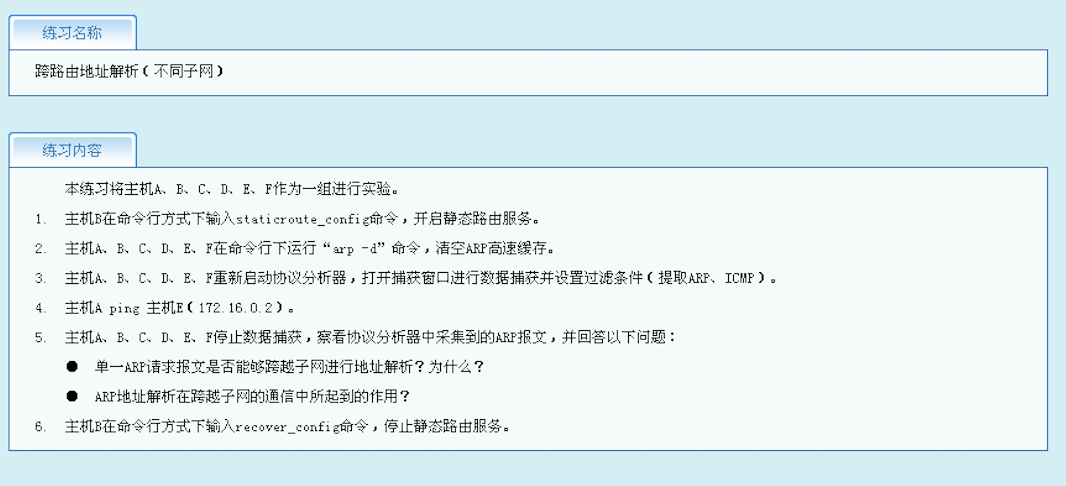 练习名称
跨路由地址解析(不同子网)
练习内容
本练习将主机A、B、C、D、E、F作为一组进行实验。
1. 主机B在命令行方式下输入staticroute_config命令,开启静态路由服务。
2. 主机A、B、C、D、E、F在命令行下运行“arp -d”命令,清空ARP高速缓存。
3. 主机A、B、C、D、E、F重新启动协议分析器,打开捕获窗口进行数据捕获并设置过滤条件(提取ARP、ICMP)。
4. 主机A ping 主机E(172.16.0.2)。
5. 主机A、B、C、D、E、F停止数据捕获,察看协议分析器中采集到的ARP报文,并回答以下问题:
● 单一ARP请求报文是否能够跨越子网进行地址解析?为什么?
● ARP地址解析在跨越子网的通信中所起到的作用?
6. 主机B在命令行方式下输入recover_config命令,停止静态路由服务。